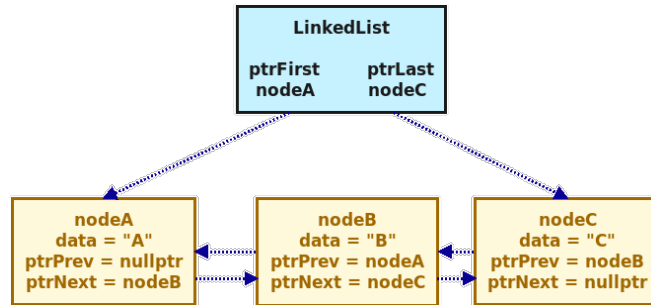 LinkedList
ptrFirst ptrLast
nodeA nodeC
nodeA
data = "A"
ptrPrev = nullptr
ptrNext = nodeB
nodeB
data = "B"
ptrPrev = nodeA
ptrNext = nodeC
nodeC
data = "C"
ptrPrev = nodeB
ptrNext = nullptr